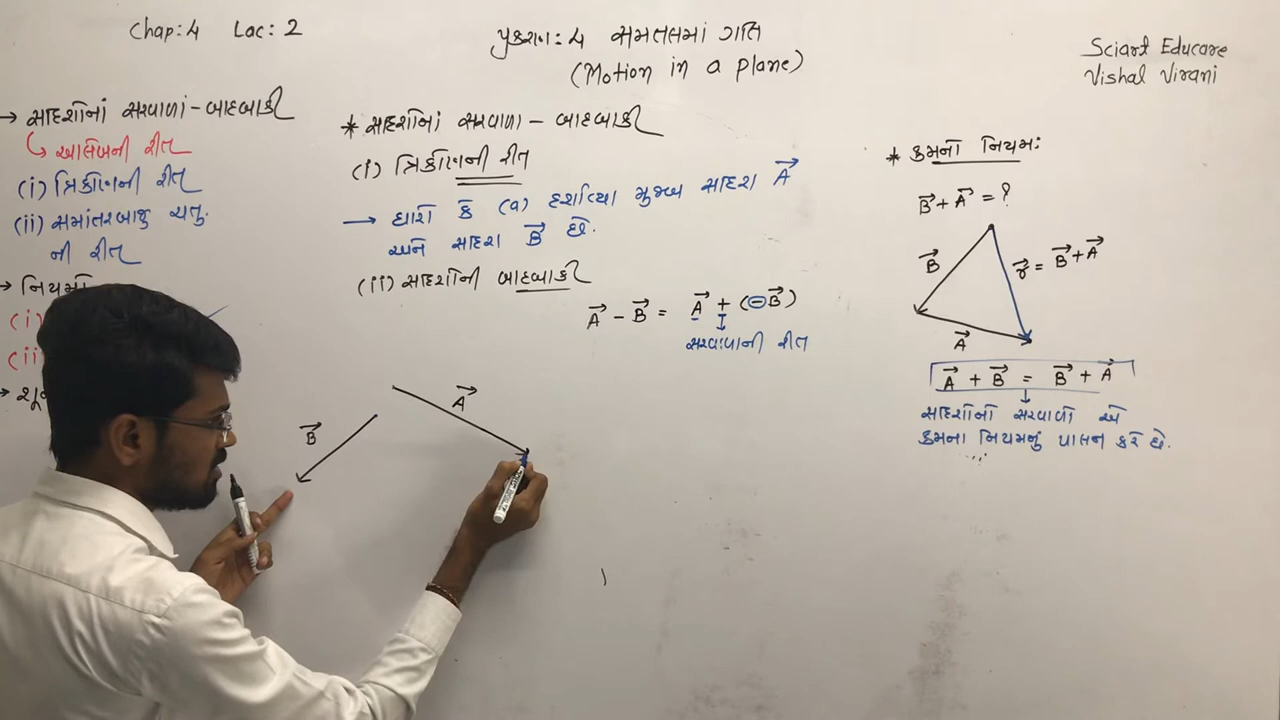 Chap: 4 Lec: 2
પ્રકરણ: 4 સમતલમાં ગતિ
(Motion in a plane)
Sciart Educare
Vishal Virani
→ સદિશોનાં સરવાળાં - બાદબાકી
↳ આલેખની રીત
(i) ત્રિકોણની રીત
(ii) સમાંતરબાજુ ચતુ.
ની રીત
→ નિયમો
(i)
(ii
* સદિશોનાં સરવાળા - બાદબાકી
(i) ત્રિકોણની રીત
→ ધારો કે (a) દર્શાવ્યા મુજબ સદિશ A⃗
અને સદિશ B⃗ છે.
(ii) સદિશોની બાદબાકી
A⃗ - B⃗ = A⃗ + (-B⃗)
સરવાળાની રીત
B⃗
A⃗
* ક્રમનો નિયમ:
B⃗ + A⃗ = ?
B⃗
r⃗ = B⃗ + A⃗
A⃗
A⃗ + B⃗ = B⃗ + A⃗
સદિશોનો સરવાળો એ
ક્રમના નિયમનું પાલન કરે છે.